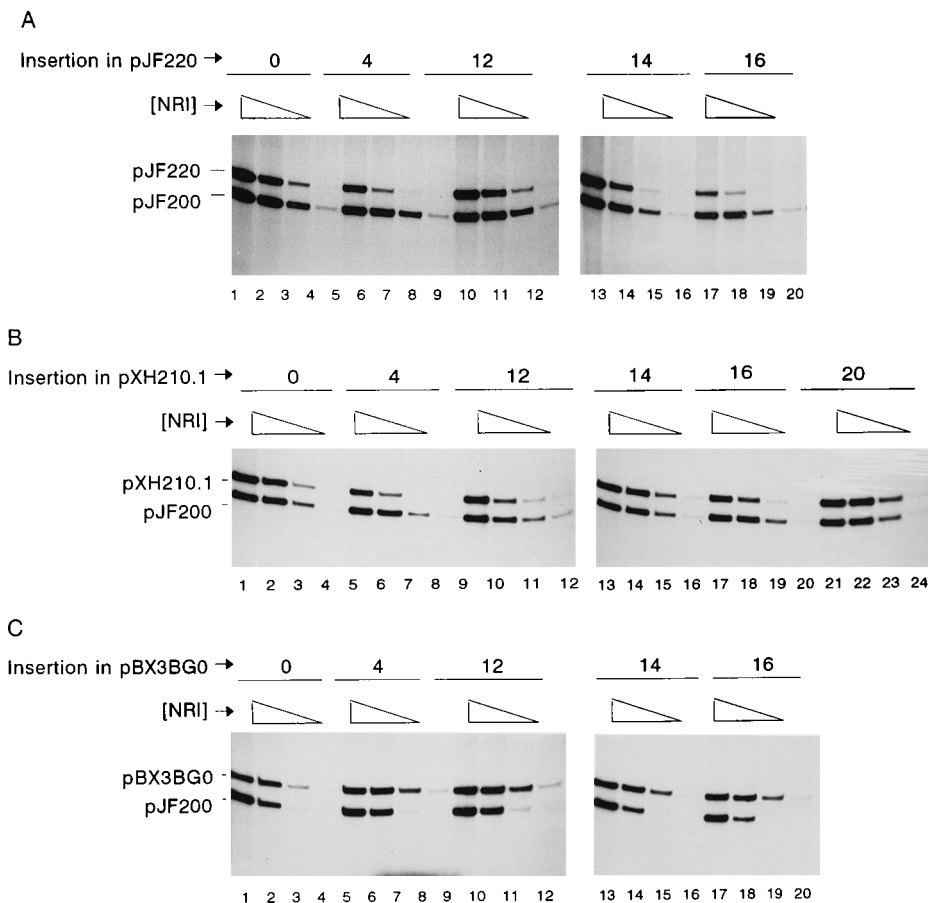 A
Insertion in pJF220 → 0 4 12 14 16
[NRI] →
pJF220
pJF200
1 2 3 4 5 6 7 8 9 10 11 12 13 14 15 16 17 18 19 20
B
Insertion in pXH210.1 → 0 4 12 14 16 20
[NRI] →
pXH210.1
pJF200
1 2 3 4 5 6 7 8 9 10 11 12 13 14 15 16 17 18 19 20 21 22 23 24
C
Insertion in pBX3BG0 → 0 4 12 14 16
[NRI] →
pBX3BG0
pJF200
1 2 3 4 5 6 7 8 9 10 11 12 13 14 15 16 17 18 19 20